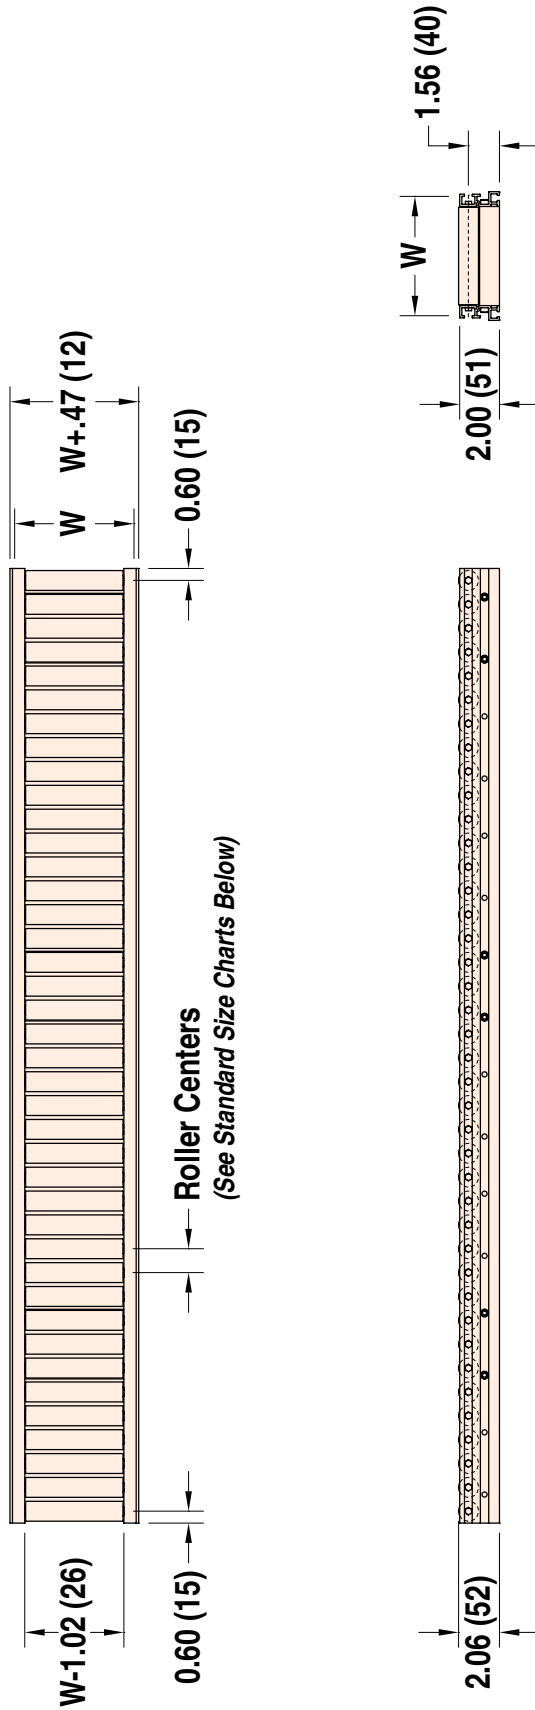 W-1.02 (26)
W
W+.47 (12)
0.60 (15)
Roller Centers
(See Standard Size Charts Below)
0.60 (15)
2.06 (52)
W
1.56 (40)
2.00 (51)